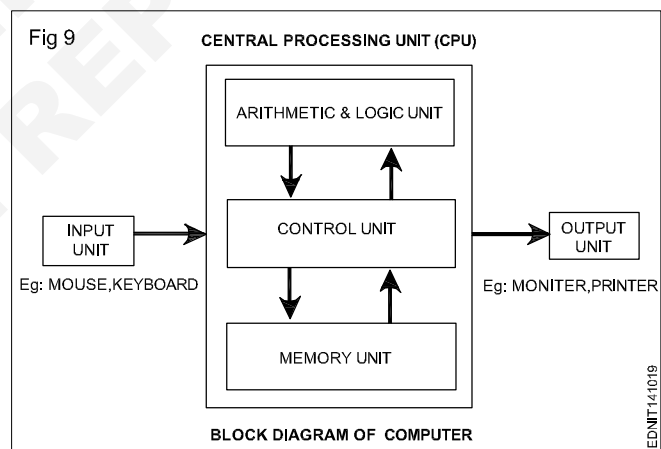 Fig 9
CENTRAL PROCESSING UNIT (CPU)
ARITHMETIC & LOGIC UNIT
CONTROL UNIT
INPUT
UNIT
OUTPUT
UNIT
Eg: MOUSE,KEYBOARD
Eg: MONITER,PRINTER
MEMORY UNIT
BLOCK DIAGRAM OF COMPUTER
EDNIT141019
REP